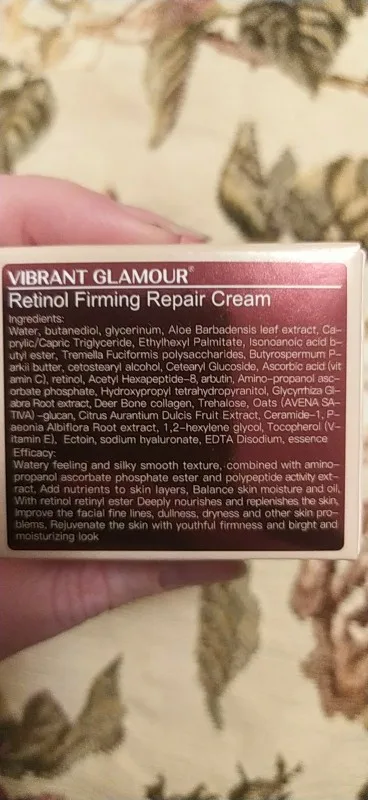 VIBRANT GLAMOUR®
Retinol Firming Repair Cream
Ingredients:
Water, butanediol, glycerinum, Aloe Barbadensis leaf extract, Ca-
prylic/Capric Triglyceride, Ethylhexyl Palmitate, Isonoanoic acid b-
utyl ester, Tremella Fuciformis polysaccharides, Butyrospermum P-
arkii butter, cetostearyl alcohol, Cetearyl Glucoside, Ascorbic acid (vit
amin C), retinol, Acetyl Hexapeptide-8, arbutin, Amino-propanol asc-
orbate phosphate, Hydroxypropyl tetrahydropyranitol, Glycyrrhiza Gl-
abra Root extract, Deer Bone collagen, Trehalose, Oats (AVENA SA-
TIVA) -glucan, Citrus Aurantium Dulcis Fruit Extract, Ceramide-1, P-
aeonia Albiflora Root extract, 1,2-hexylene glycol, Tocopherol (V-
itamin E), Ectoin, sodium hyaluronate, EDTA Disodium, essence
Efficacy:
Watery feeling and silky smooth texture, combined with amino-
propanol ascorbate phosphate ester and polypeptide activity ext-
ract, Add nutrients to skin layers, Balance skin moisture and oil,
With retinol retinyl ester Deeply nourishes and replenishes the skin,
Improve the facial fine lines, dullness, dryness and other skin pro-
blems, Rejuvenate the skin with youthful firmness and birght and
moisturizing look